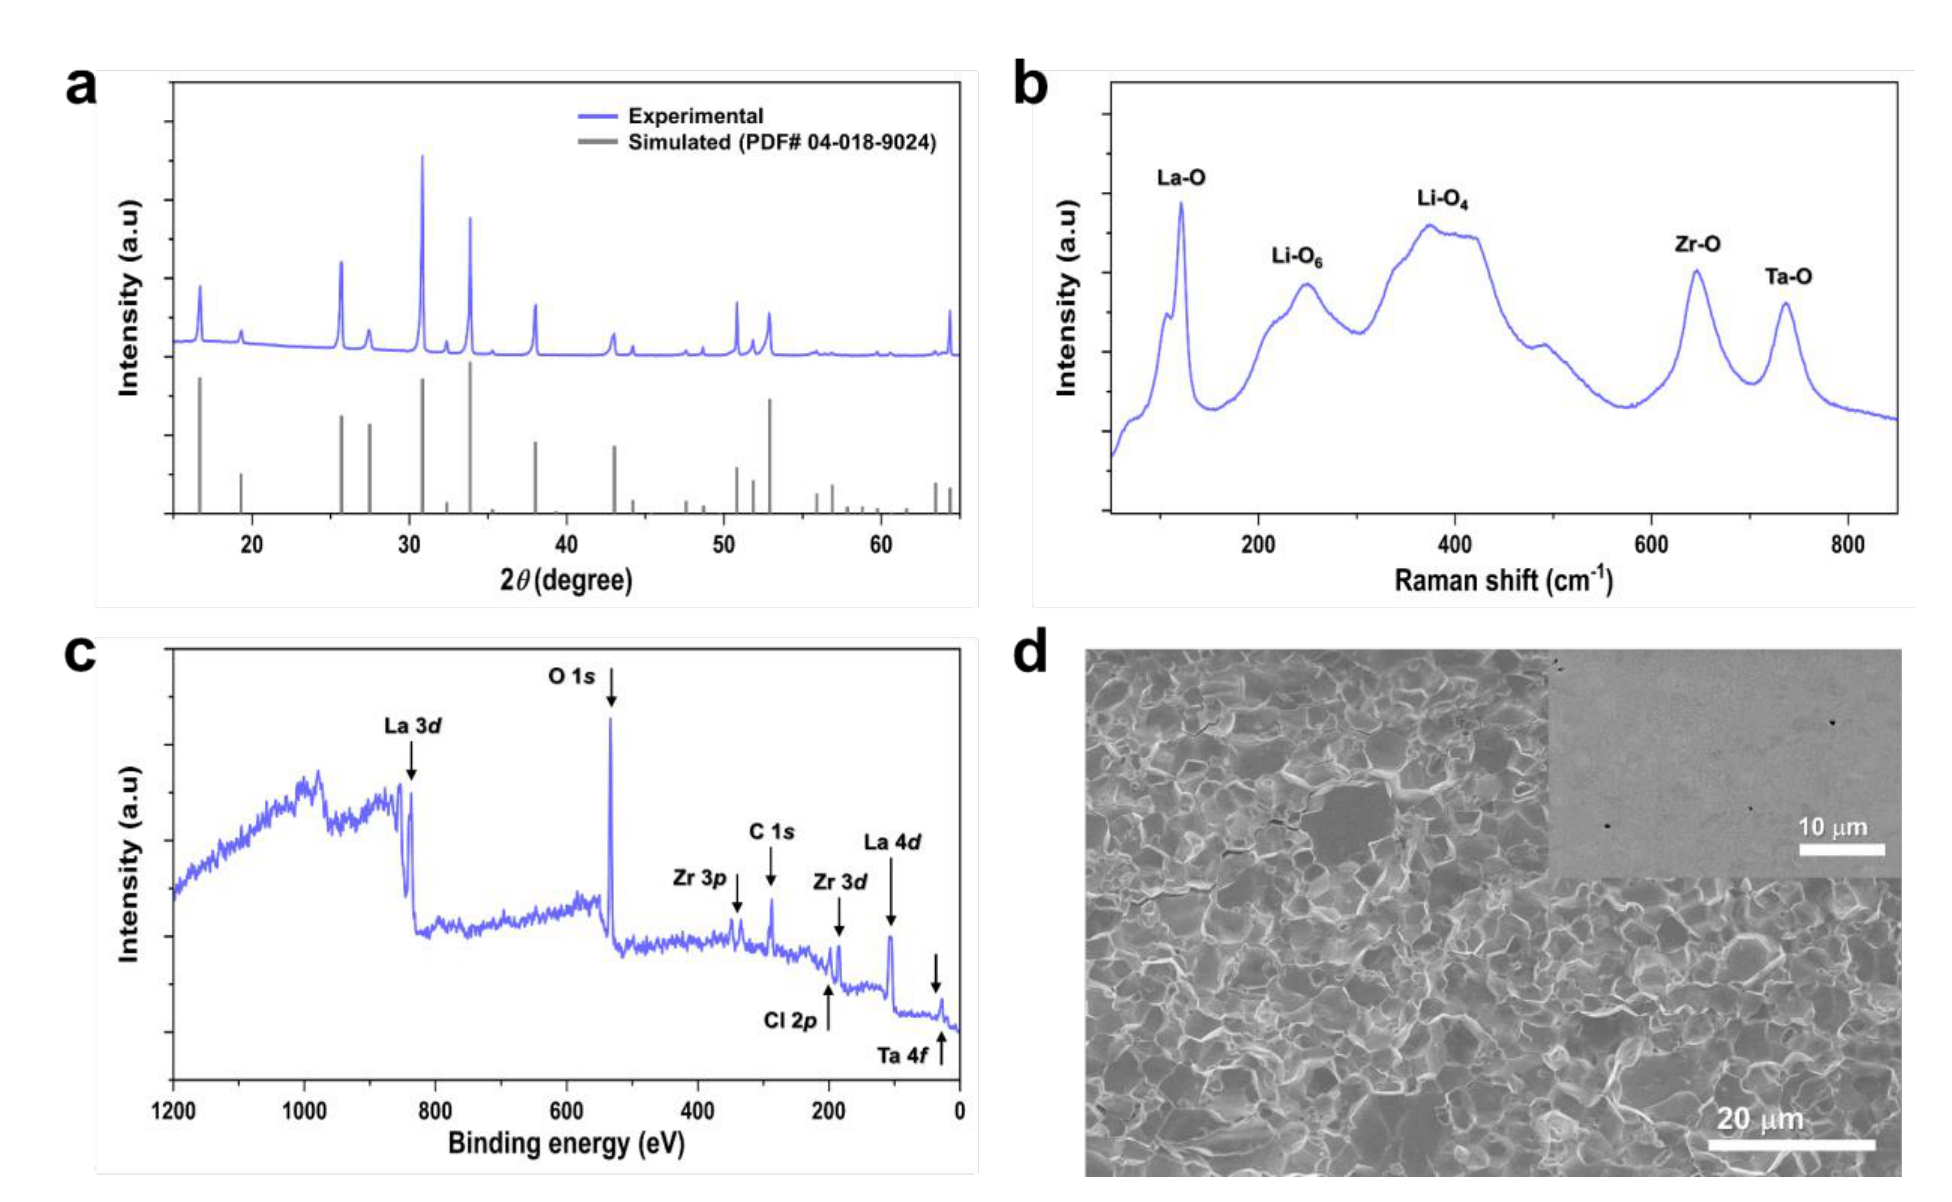 a
Experimental
Simulated (PDF# 04-018-9024)
Intensity (a.u)
20 30 40 50 60
2θ (degree)
b
La-O
Li-O₆
Li-O₄
Zr-O
Ta-O
Intensity (a.u)
200 400 600 800
Raman shift (cm⁻¹)
c
La 3d
O 1s
Zr 3p
C 1s
Zr 3d
La 4d
Cl 2p
Ta 4f
Intensity (a.u)
1200 1000 800 600 400 200 0
Binding energy (eV)
d
10 μm
20 μm